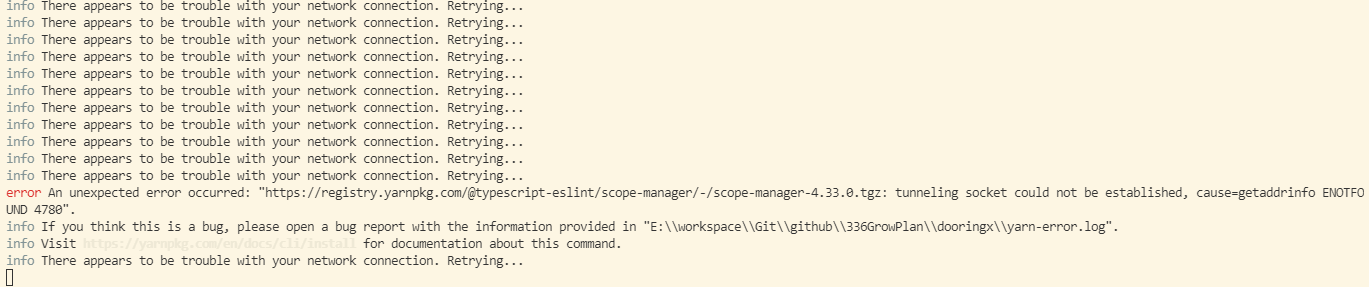 info There appears to be trouble with your network connection. Retrying...
info There appears to be trouble with your network connection. Retrying...
info There appears to be trouble with your network connection. Retrying...
info There appears to be trouble with your network connection. Retrying...
info There appears to be trouble with your network connection. Retrying...
info There appears to be trouble with your network connection. Retrying...
info There appears to be trouble with your network connection. Retrying...
info There appears to be trouble with your network connection. Retrying...
info There appears to be trouble with your network connection. Retrying...
info There appears to be trouble with your network connection. Retrying...
info There appears to be trouble with your network connection. Retrying...
error An unexpected error occurred: "https://registry.yarnpkg.com/@typescript-eslint/scope-manager/-/scope-manager-4.33.0.tgz: tunneling socket could not be established, cause=getaddrinfo ENOTFO
UND 4780".
info If you think this is a bug, please open a bug report with the information provided in "E:\\workspace\\Git\\github\\336GrowPlan\\dooringx\\yarn-error.log".
info Visit https://yarnpkg.com/en/docs/cli/install for documentation about this command.
info There appears to be trouble with your network connection. Retrying...